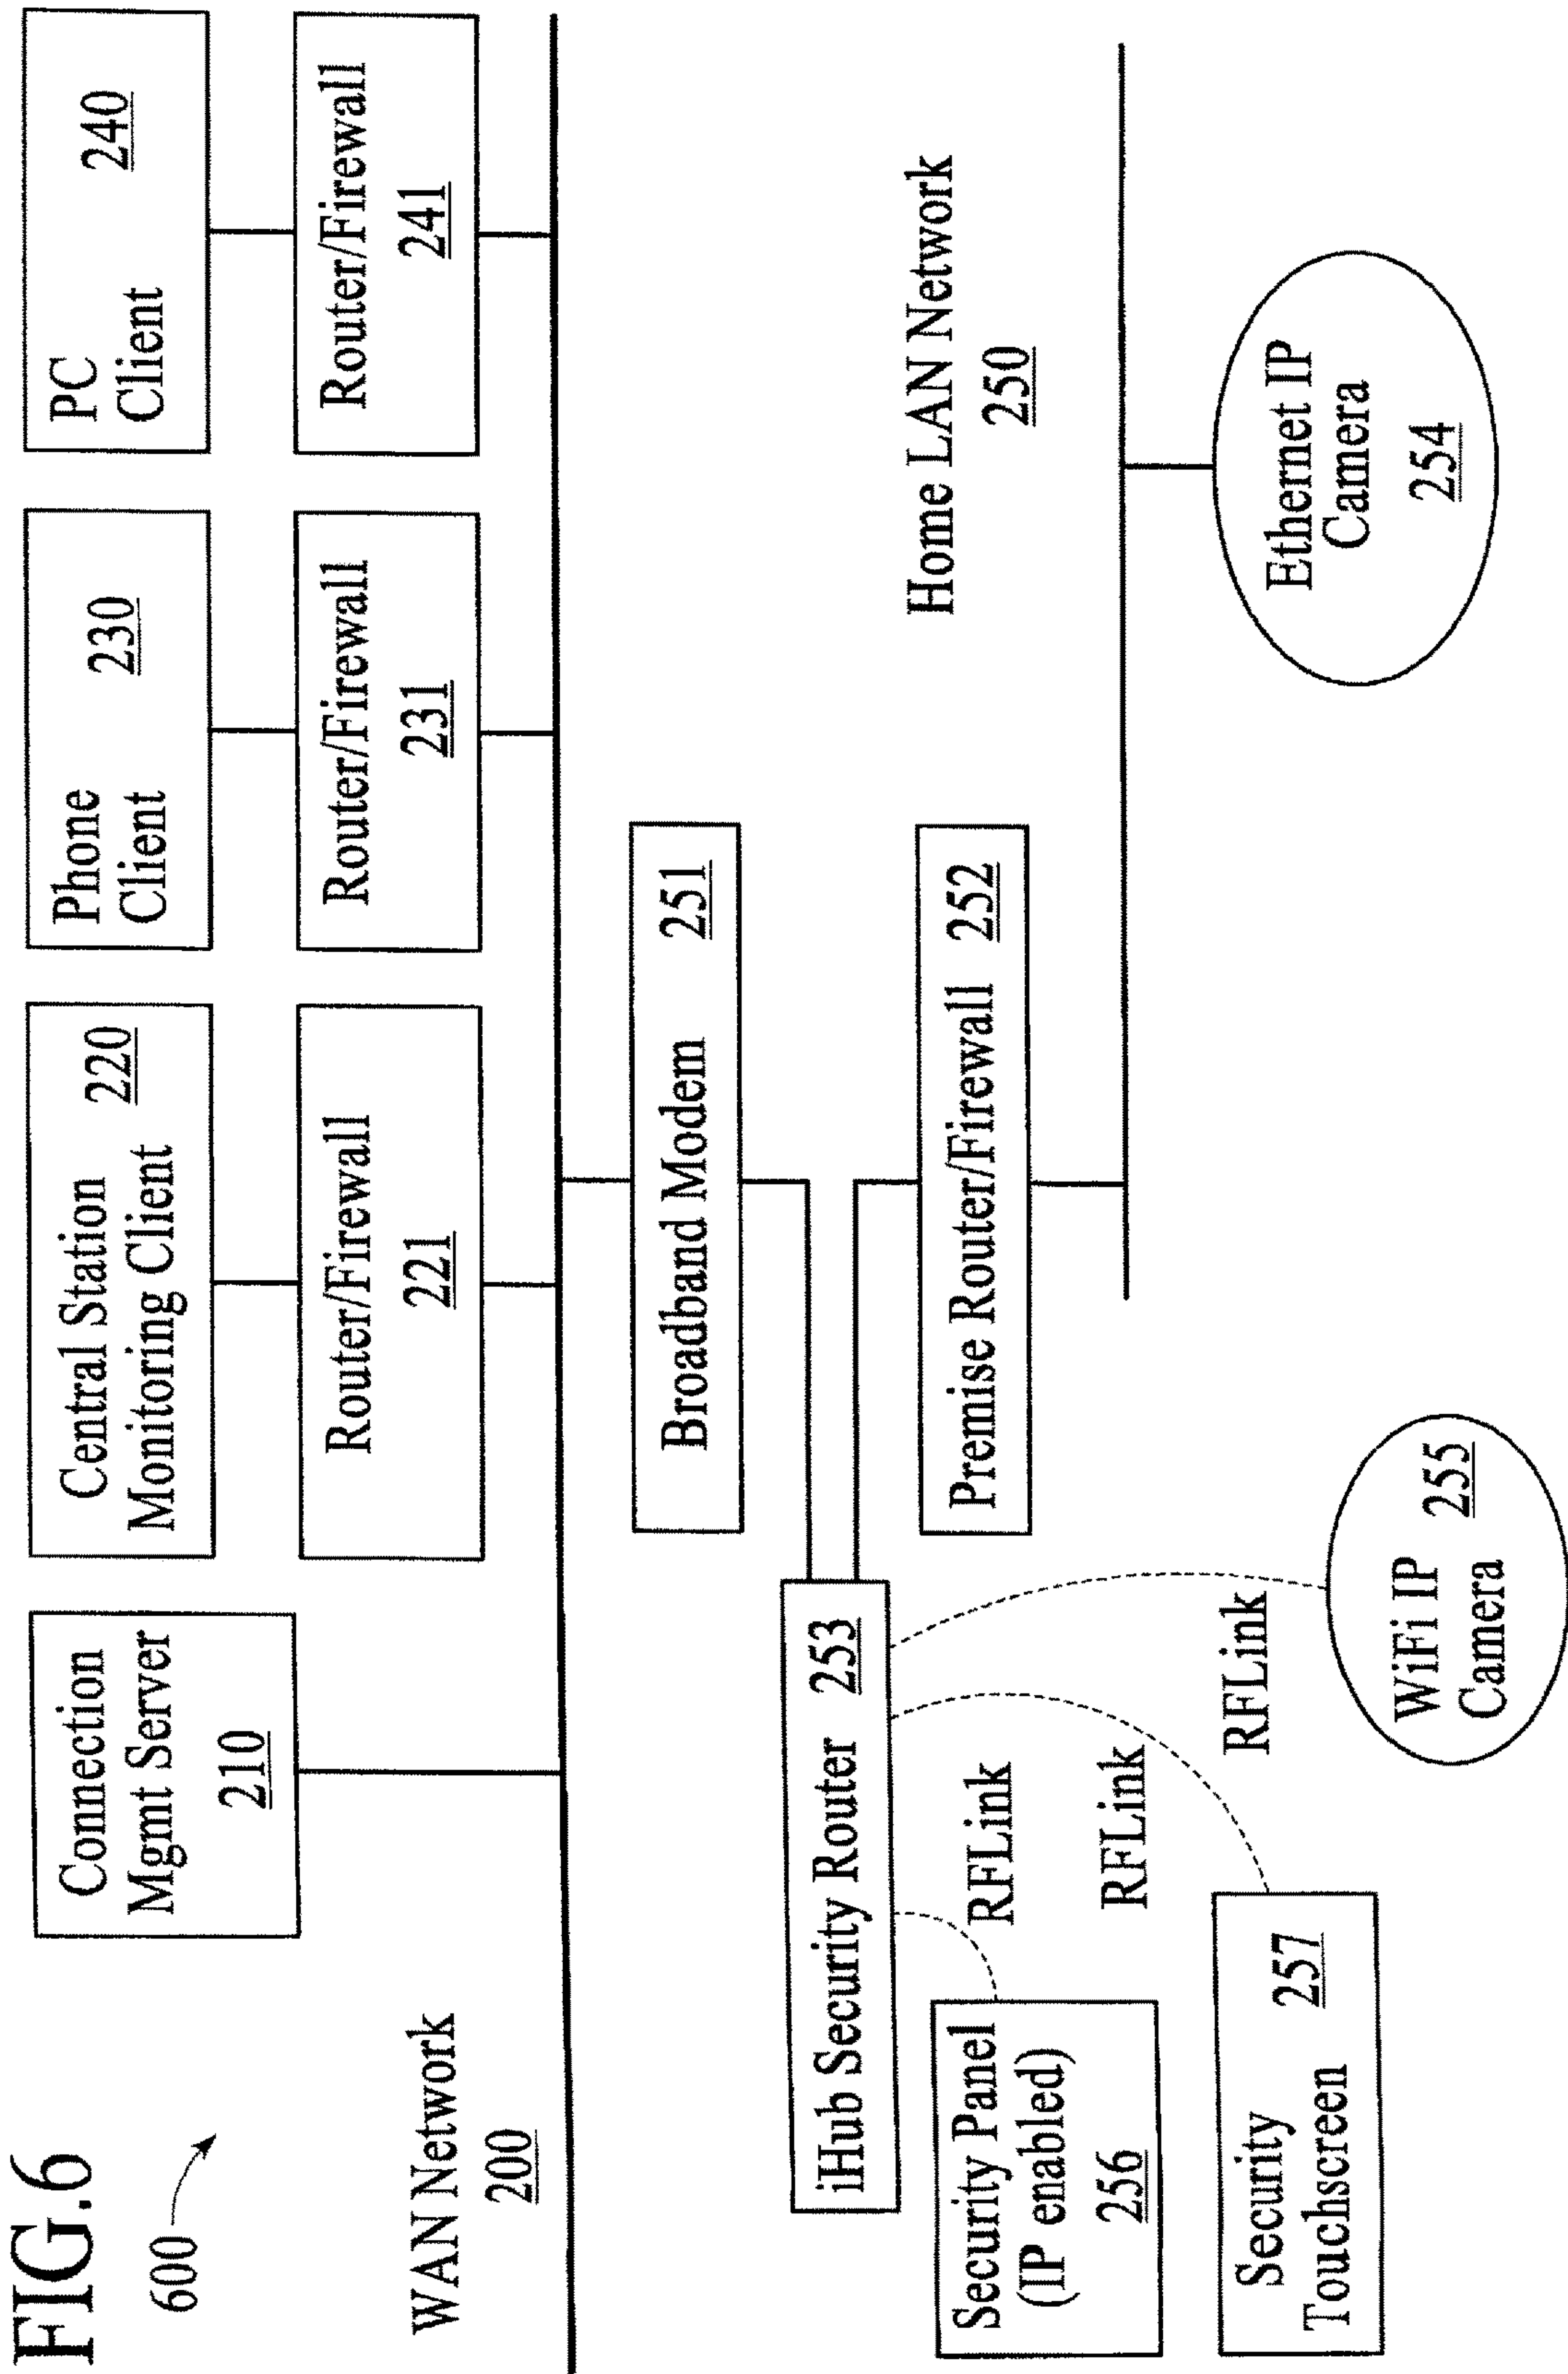 FIG.6
600
Connection
Mgmt Server
210
Central Station
Monitoring Client
220
Phone
Client
230
PC
Client
240
Router/Firewall
221
Router/Firewall
231
Router/Firewall
241
WAN Network
200
Broadband Modem 251
iHub Security Router 253
Premise Router/Firewall 252
Home LAN Network
250
Security Panel
(IP enabled)
256
RFLink
RFLink
RFLink
Security
Touchscreen
257
WiFi IP
Camera
255
Ethernet IP
Camera
254